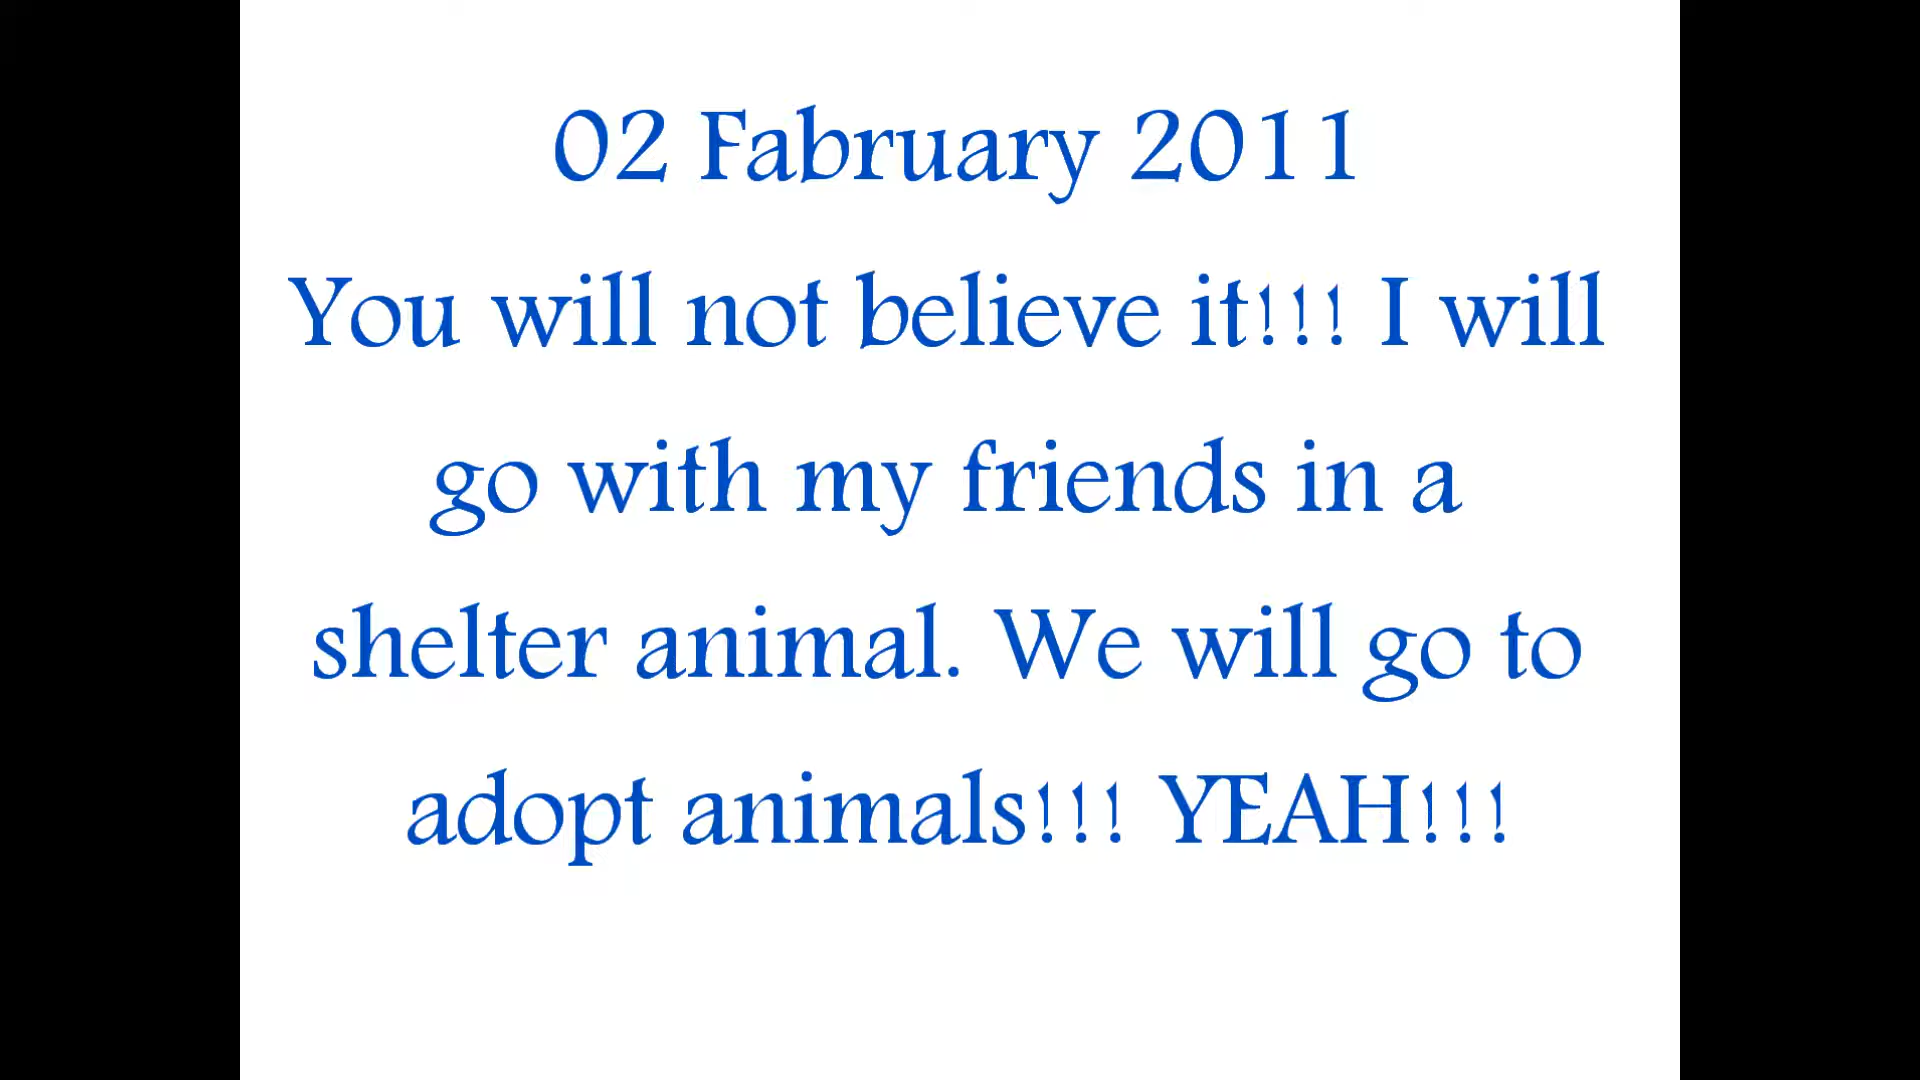 02 Fabruary 2011
You will not believe it!!! I will
go with my friends in a
shelter animal. We will go to
adopt animals!!! YEAH!!!